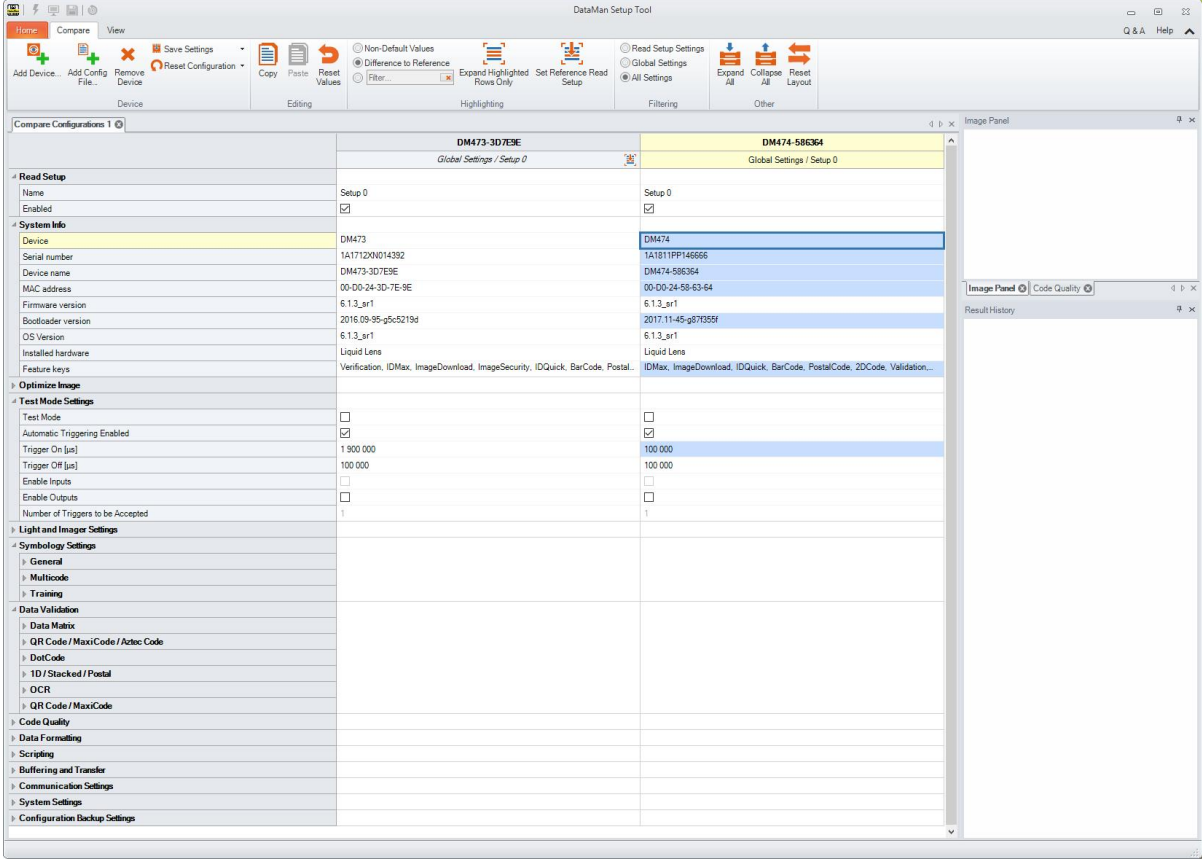 DataMan Setup Tool
Home Compare View Q & A Help
Add Device... Add Config File... Remove Device Save Settings Reset Configuration
Device
Copy Paste Reset Values
Editing
Non-Default Values
Difference to Reference
Filter...
Expand Highlighted Rows Only Set Reference Read Setup
Highlighting
Read Setup Settings
Global Settings
All Settings
Filtering
Expand All Collapse All Reset Layout
Other
Compare Configurations 1
DM473-3D7E9E DM474-586364
Global Settings / Setup 0 Global Settings / Setup 0
Read Setup
Name Setup 0 Setup 0
Enabled
System Info
Device DM473 DM474
Serial number 1A1712XN014392 1A1811PP146666
Device name DM473-3D7E9E DM474-586364
MAC address 00-D0-24-3D-7E-9E 00-D0-24-58-63-64
Firmware version 6.1.3_sr1 6.1.3_sr1
Bootloader version 2016.09-95-g5c5219d 2017.11-45-g87f355f
OS Version 6.1.3_sr1 6.1.3_sr1
Installed hardware Liquid Lens Liquid Lens
Feature keys Verification, IDMax, ImageDownload, ImageSecurity, IDQuick, BarCode, Postal... IDMax, ImageDownload, IDQuick, BarCode, PostalCode, 2DCode, Validation,...
Optimize Image
Test Mode Settings
Test Mode
Automatic Triggering Enabled
Trigger On [µs] 1 900 000 100 000
Trigger Off [µs] 100 000 100 000
Enable Inputs
Enable Outputs
Number of Triggers to be Accepted 1 1
Light and Imager Settings
Symbology Settings
General
Multicode
Training
Data Validation
Data Matrix
QR Code / MaxiCode / Aztec Code
DotCode
1D / Stacked / Postal
OCR
QR Code / MaxiCode
Code Quality
Data Formatting
Scripting
Buffering and Transfer
Communication Settings
System Settings
Configuration Backup Settings
Image Panel
Image Panel Code Quality
Result History